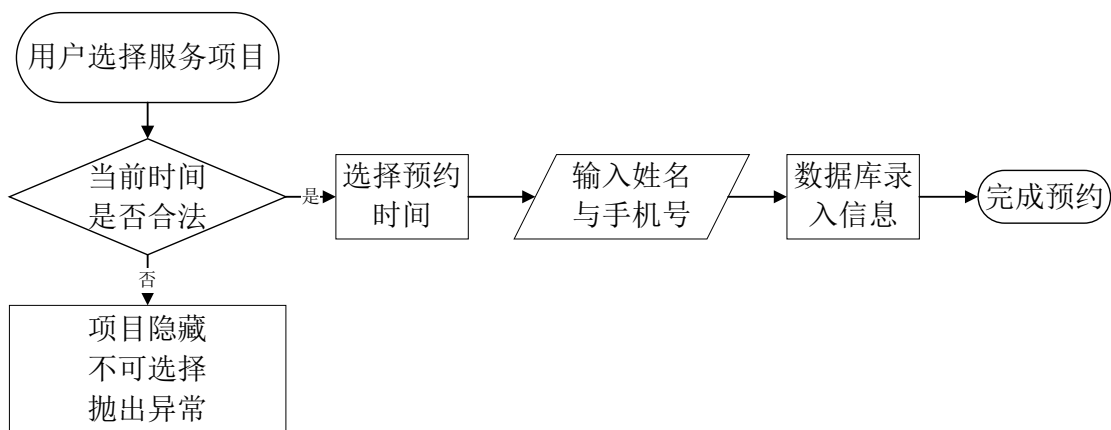 用户选择服务项目
当前时间
是否合法
是
选择预约
时间
输入姓名
与手机号
数据库录
入信息
完成预约
否
项目隐藏
不可选择
抛出异常